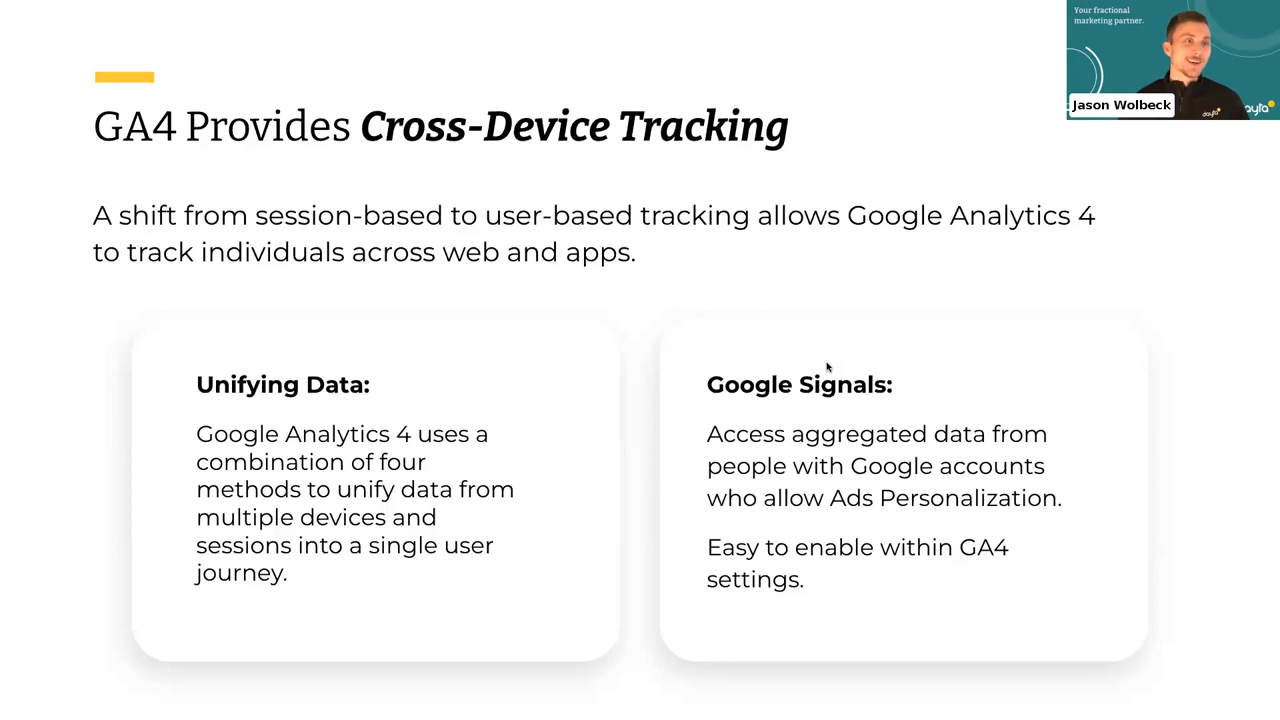 Your fractional
marketing partner.
Jason Wolbeck
dayta
GA4 Provides Cross-Device Tracking
A shift from session-based to user-based tracking allows Google Analytics 4
to track individuals across web and apps.
Unifying Data:
Google Analytics 4 uses a
combination of four
methods to unify data from
multiple devices and
sessions into a single user
journey.
Google Signals:
Access aggregated data from
people with Google accounts
who allow Ads Personalization.
Easy to enable within GA4
settings.